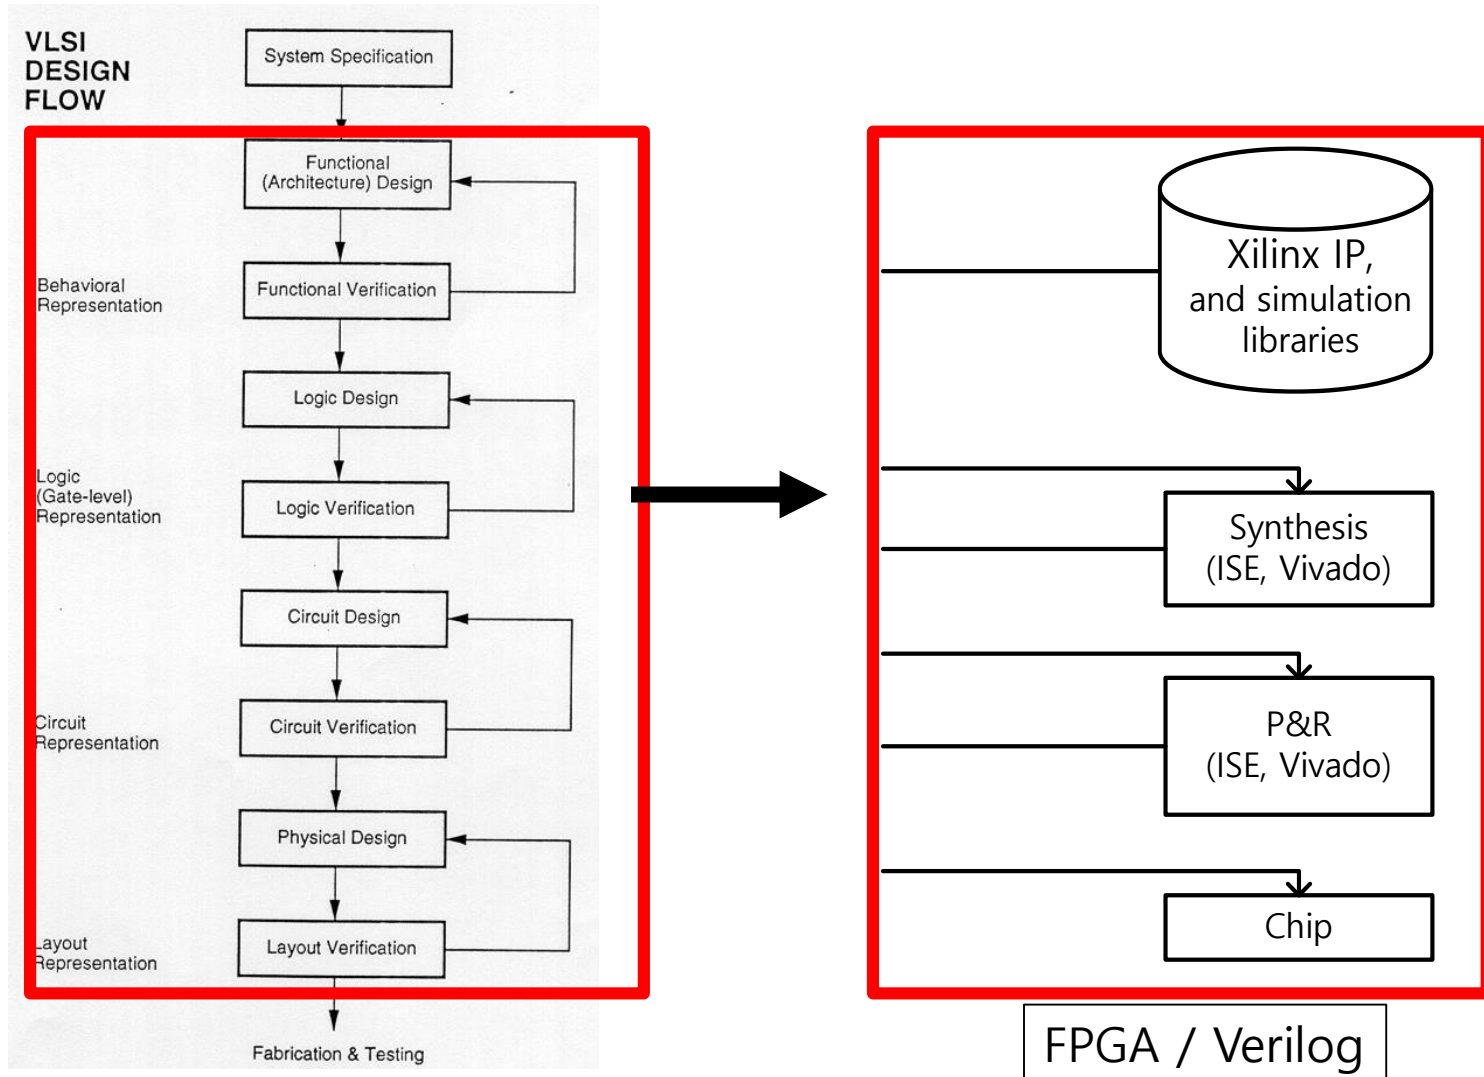 VLSI
DESIGN
FLOW
System Specification
Functional
(Architecture) Design
Behavioral
Representation
Functional Verification
Logic Design
Logic
(Gate-level)
Representation
Logic Verification
Circuit Design
Circuit
Representation
Circuit Verification
Physical Design
Layout
Representation
Layout Verification
Fabrication & Testing
Xilinx IP,
and simulation
libraries
Synthesis
(ISE, Vivado)
P&R
(ISE, Vivado)
Chip
FPGA / Verilog